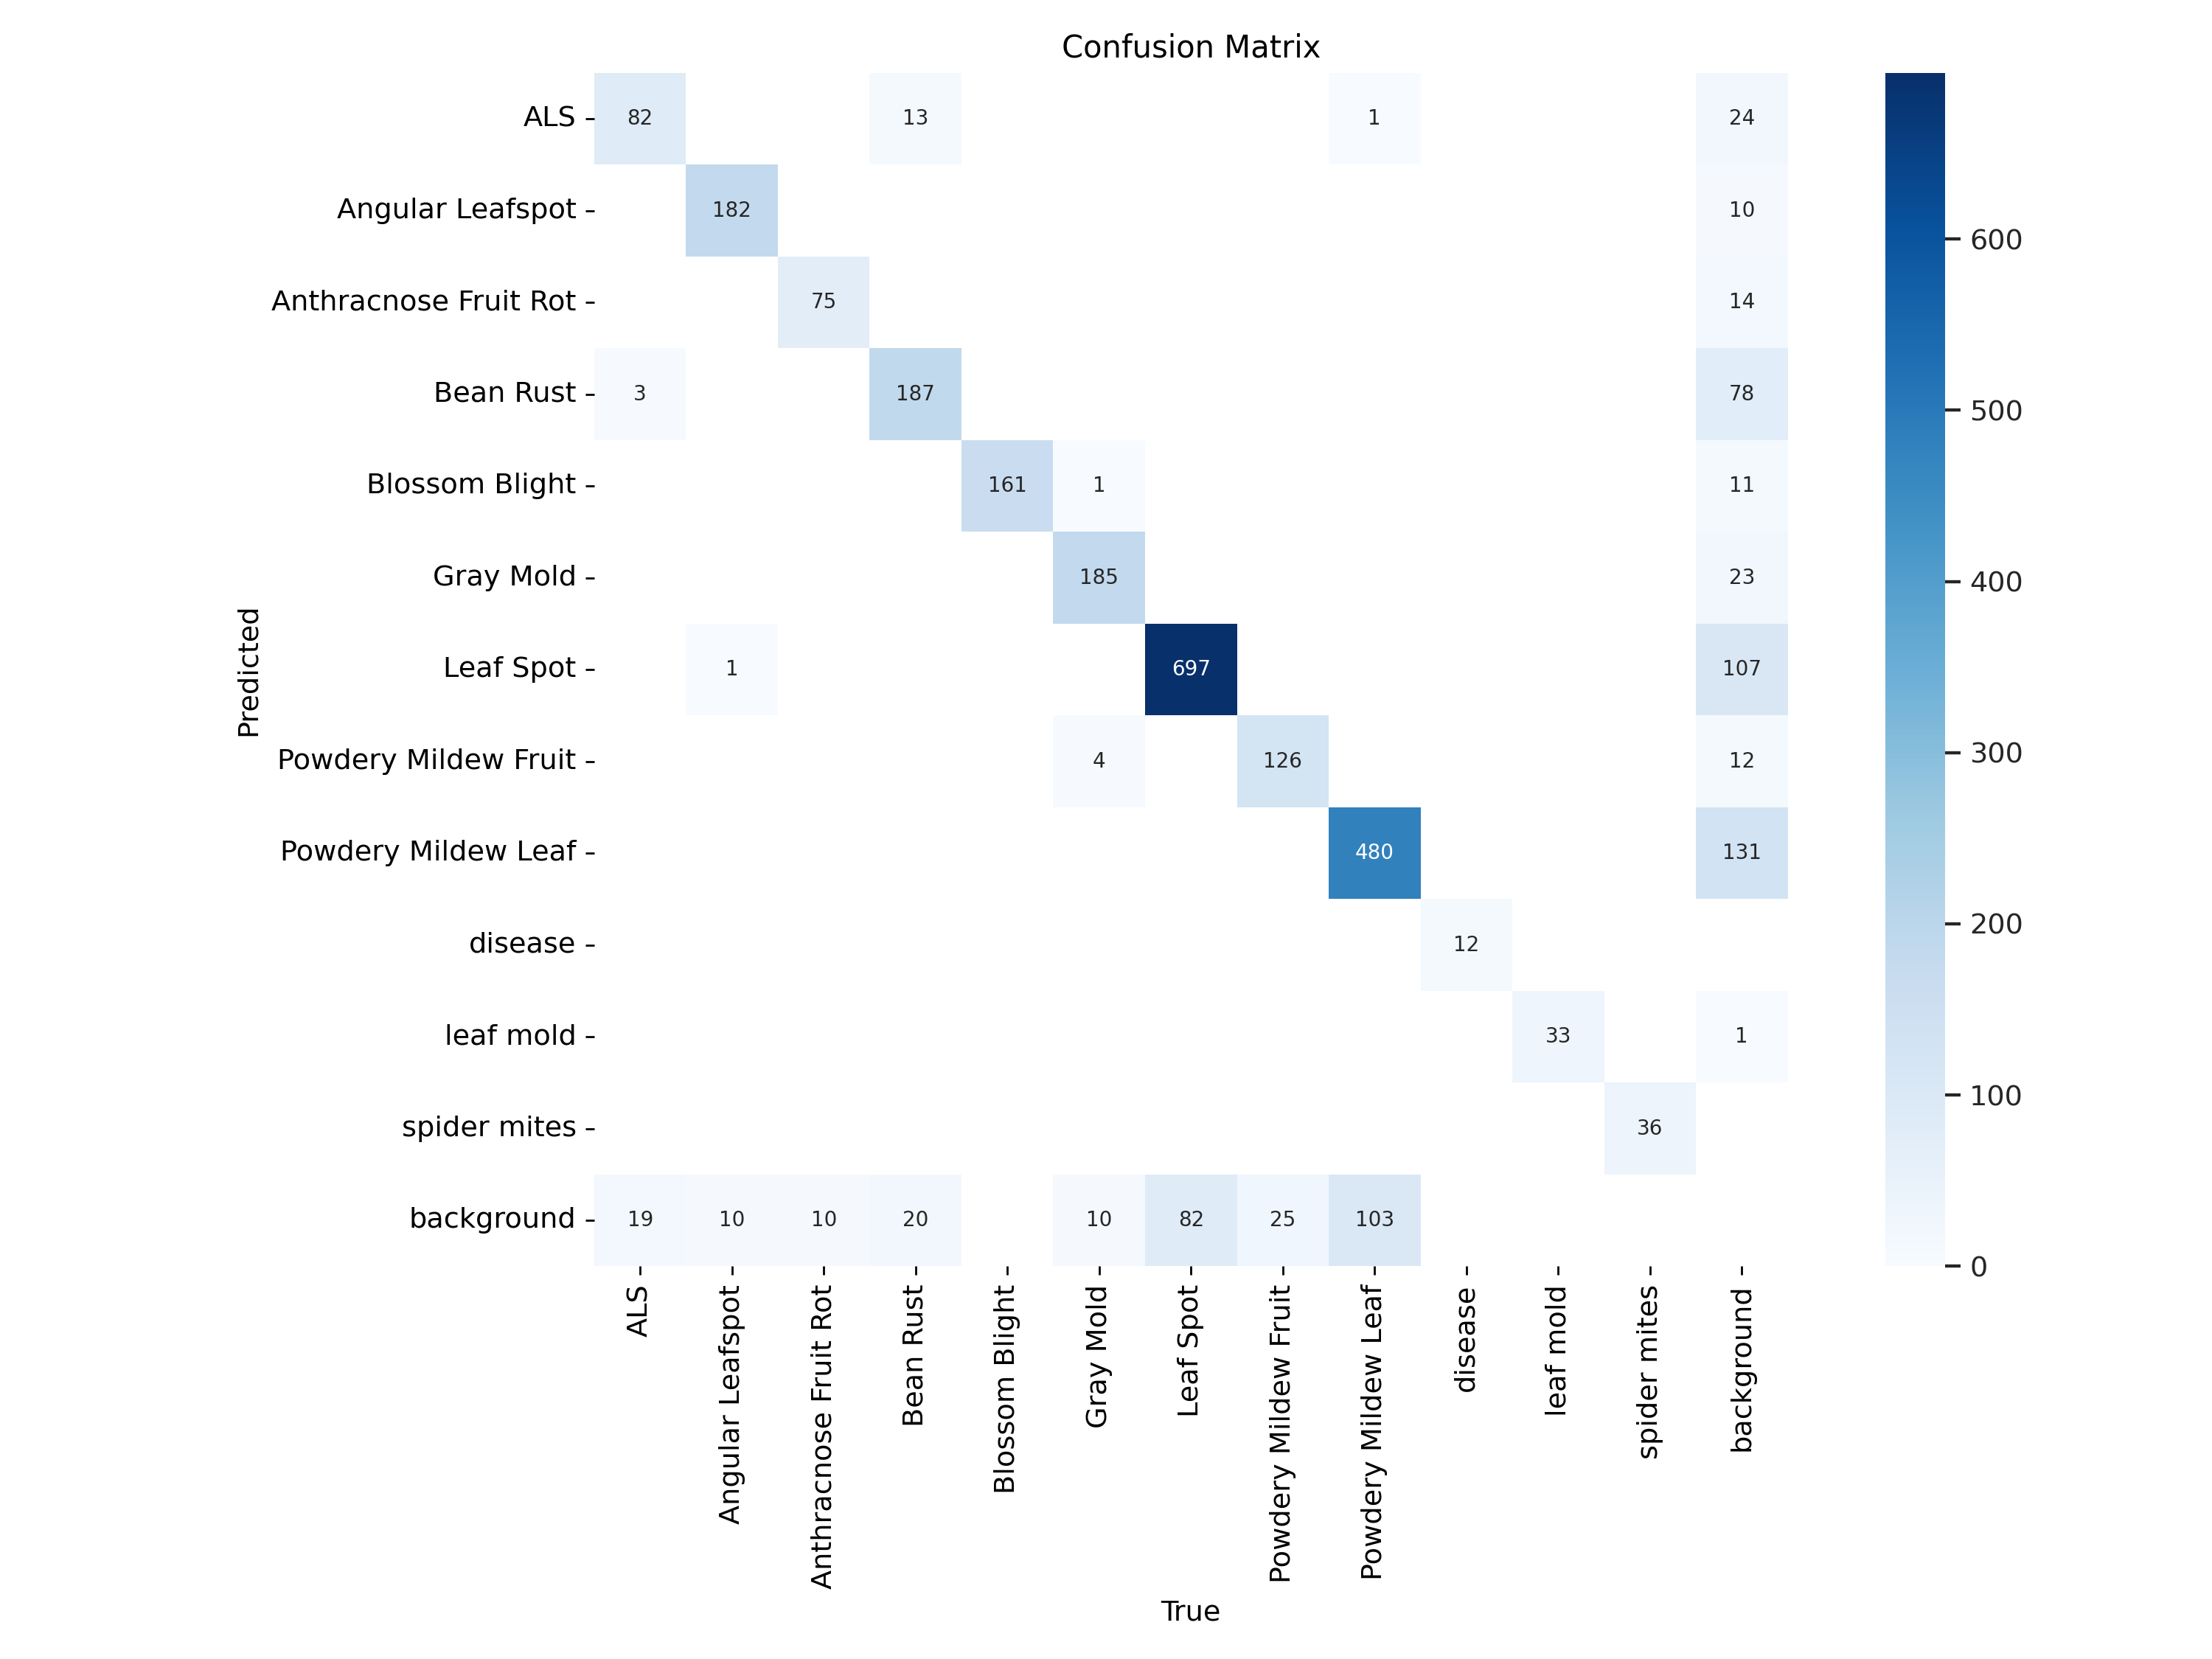 Confusion Matrix
Predicted
ALS 82 13 1 24
Angular Leafspot 182 10
Anthracnose Fruit Rot 75 14
Bean Rust 3 187 78
Blossom Blight 161 1 11
Gray Mold 185 23
Leaf Spot 1 697 107
Powdery Mildew Fruit 4 126 12
Powdery Mildew Leaf 480 131
disease 12
leaf mold 33 1
spider mites 36
background 19 10 10 20 10 82 25 103
ALS
Angular Leafspot
Anthracnose Fruit Rot
Bean Rust
Blossom Blight
Gray Mold
Leaf Spot
Powdery Mildew Fruit
Powdery Mildew Leaf
disease
leaf mold
spider mites
background
True
600
500
400
300
200
100
0